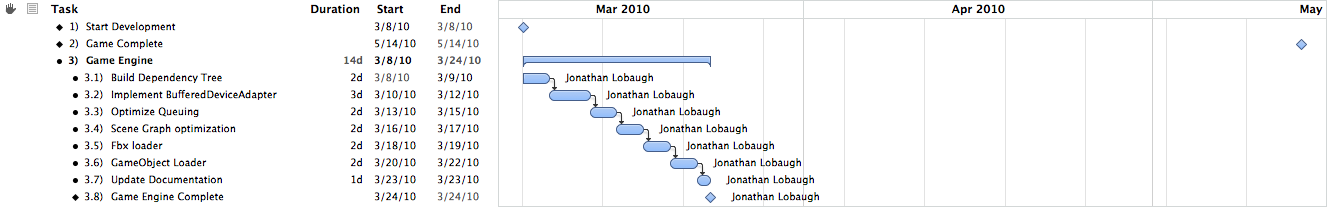 Task Duration Start End Mar 2010 Apr 2010 May
1) Start Development 3/8/10 3/8/10
2) Game Complete 5/14/10 5/14/10
3) Game Engine 14d 3/8/10 3/24/10
3.1) Build Dependency Tree 2d 3/8/10 3/9/10 Jonathan Lobaugh
3.2) Implement BufferedDeviceAdapter 3d 3/10/10 3/12/10 Jonathan Lobaugh
3.3) Optimize Queuing 2d 3/13/10 3/15/10 Jonathan Lobaugh
3.4) Scene Graph optimization 2d 3/16/10 3/17/10 Jonathan Lobaugh
3.5) Fbx loader 2d 3/18/10 3/19/10 Jonathan Lobaugh
3.6) GameObject Loader 2d 3/20/10 3/22/10 Jonathan Lobaugh
3.7) Update Documentation 1d 3/23/10 3/23/10 Jonathan Lobaugh
3.8) Game Engine Complete 3/24/10 3/24/10 Jonathan Lobaugh